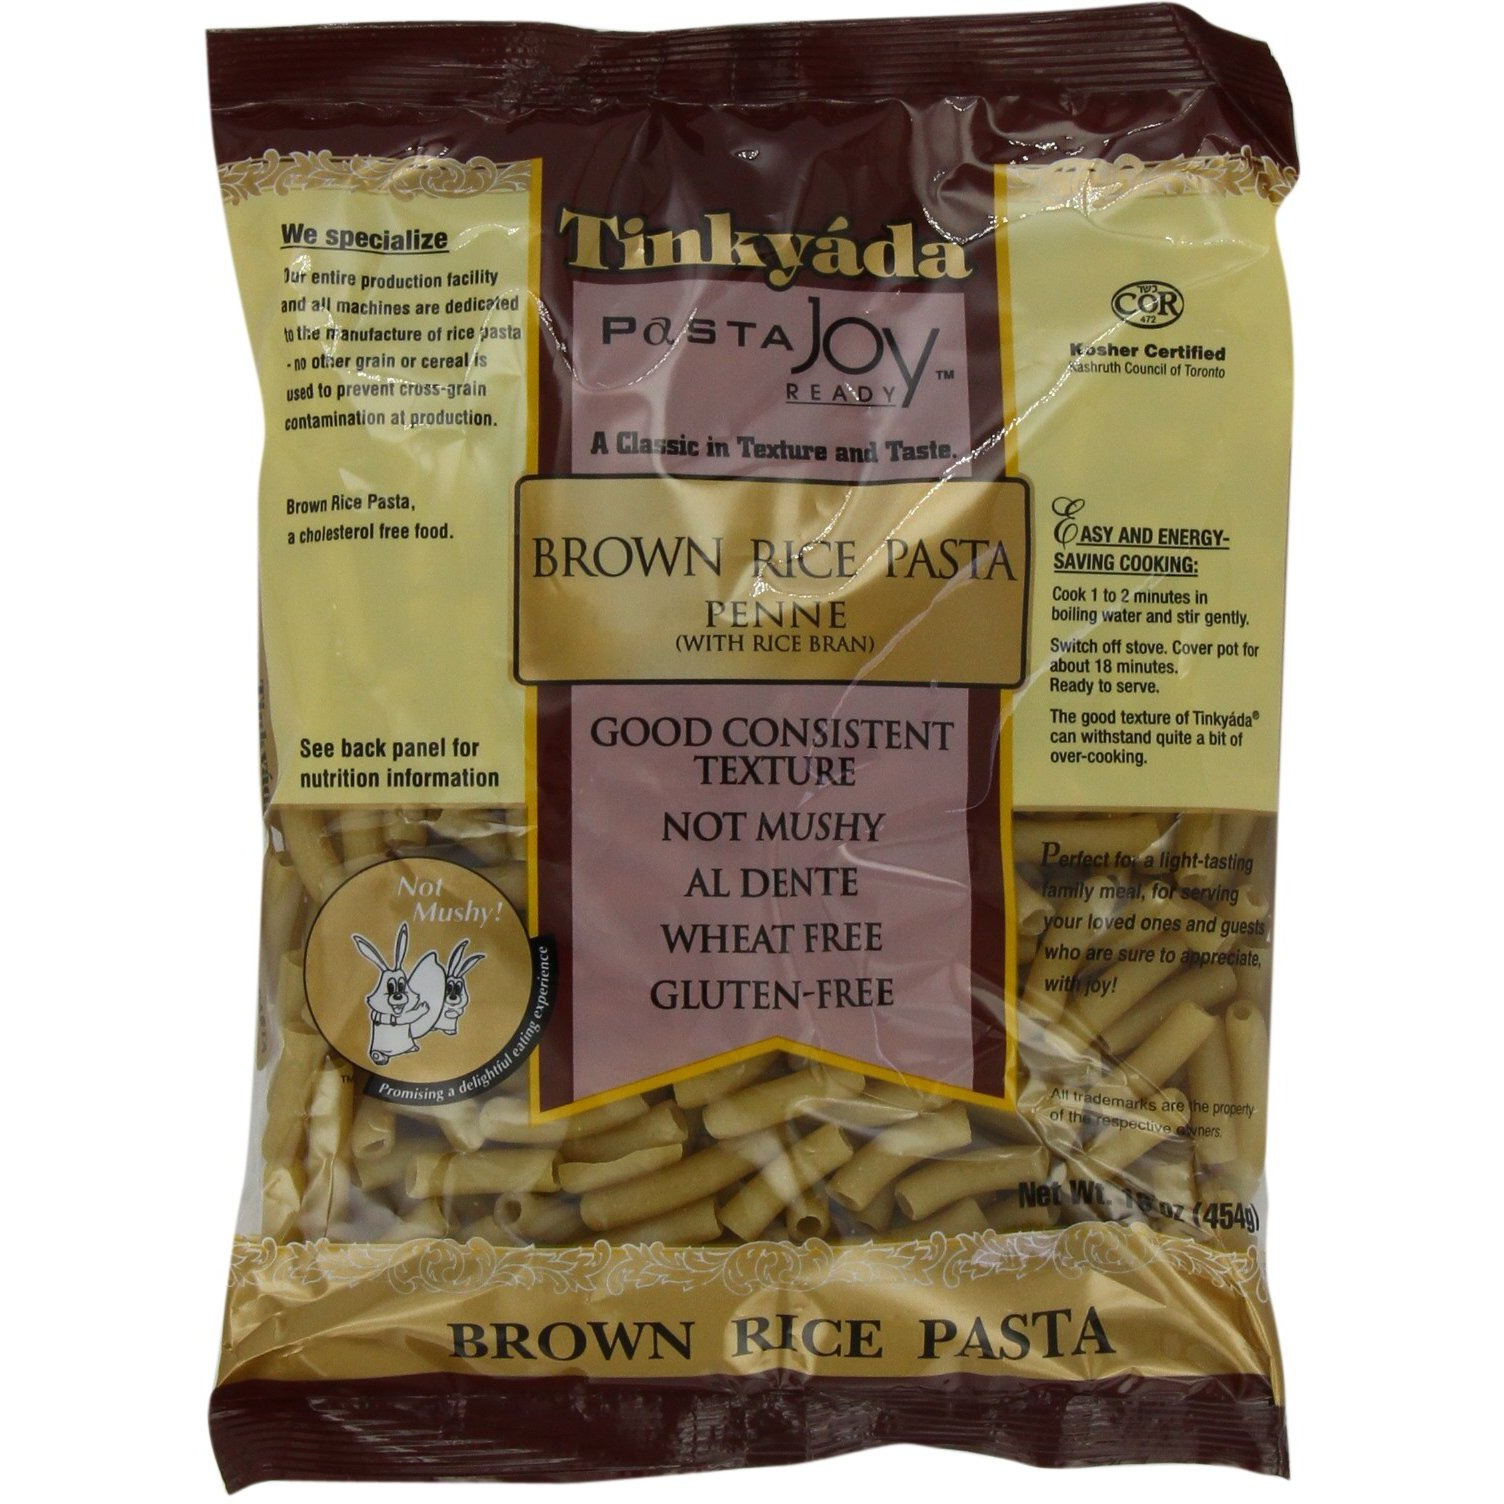 We specialize
Our entire production facility
and all machines are dedicated
to the manufacture of rice pasta
- no other grain or cereal is
used to prevent cross-grain
contamination at production.
Brown Rice Pasta,
a cholesterol free food.
See back panel for
nutrition information
Not
Mushy!
Promising a delightful eating experience
TM
Tinkyáda
PASTA JOY
READY™
A Classic in Texture and Taste.
BROWN RICE PASTA
PENNE
(WITH RICE BRAN)
GOOD CONSISTENT
TEXTURE
NOT MUSHY
AL DENTE
WHEAT FREE
GLUTEN-FREE
כשר
COR
472
Kosher Certified
Kashruth Council of Toronto
EASY AND ENERGY-
SAVING COOKING:
Cook 1 to 2 minutes in
boiling water and stir gently.
Switch off stove. Cover pot for
about 18 minutes.
Ready to serve.
The good texture of Tinkyáda®
can withstand quite a bit of
over-cooking.
Perfect for a light-tasting
family meal, for serving
your loved ones and guests
who are sure to appreciate,
with joy!
All trademarks are the property
of the respective owners.
Net Wt. 16 oz (454g)
BROWN RICE PASTA